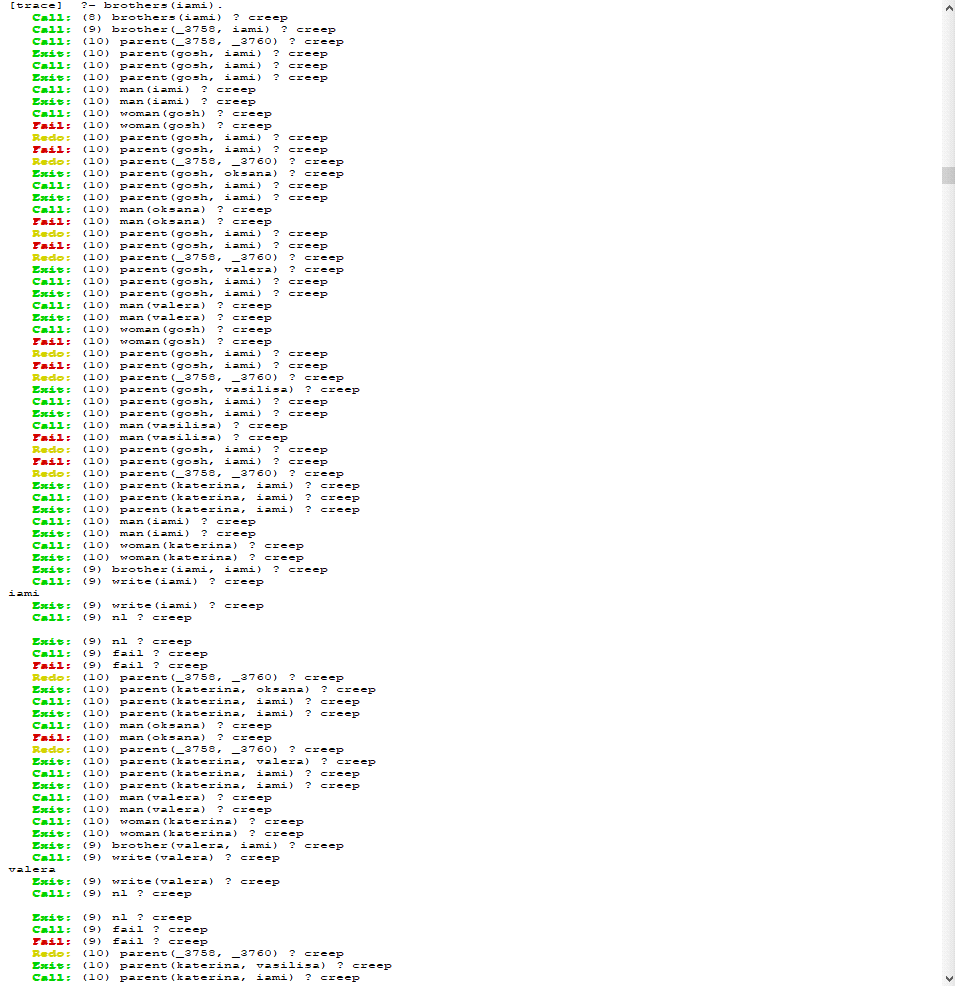 [trace]  ?- brothers(iami).
Call: (8) brothers(iami) ? creep
Call: (9) brother(_3758, iami) ? creep
Call: (10) parent(_3758, _3760) ? creep
Exit: (10) parent(gosh, iami) ? creep
Call: (10) parent(gosh, iami) ? creep
Exit: (10) parent(gosh, iami) ? creep
Call: (10) man(iami) ? creep
Exit: (10) man(iami) ? creep
Call: (10) woman(gosh) ? creep
Fail: (10) woman(gosh) ? creep
Redo: (10) parent(gosh, iami) ? creep
Fail: (10) parent(gosh, iami) ? creep
Redo: (10) parent(_3758, _3760) ? creep
Exit: (10) parent(gosh, oksana) ? creep
Call: (10) parent(gosh, iami) ? creep
Exit: (10) parent(gosh, iami) ? creep
Call: (10) man(oksana) ? creep
Fail: (10) man(oksana) ? creep
Redo: (10) parent(gosh, iami) ? creep
Fail: (10) parent(gosh, iami) ? creep
Redo: (10) parent(_3758, _3760) ? creep
Exit: (10) parent(gosh, valera) ? creep
Call: (10) parent(gosh, iami) ? creep
Exit: (10) parent(gosh, iami) ? creep
Call: (10) man(valera) ? creep
Exit: (10) man(valera) ? creep
Call: (10) woman(gosh) ? creep
Fail: (10) woman(gosh) ? creep
Redo: (10) parent(gosh, iami) ? creep
Fail: (10) parent(gosh, iami) ? creep
Redo: (10) parent(_3758, _3760) ? creep
Exit: (10) parent(gosh, vasilisa) ? creep
Call: (10) parent(gosh, iami) ? creep
Exit: (10) parent(gosh, iami) ? creep
Call: (10) man(vasilisa) ? creep
Fail: (10) man(vasilisa) ? creep
Redo: (10) parent(gosh, iami) ? creep
Fail: (10) parent(gosh, iami) ? creep
Redo: (10) parent(_3758, _3760) ? creep
Exit: (10) parent(katerina, iami) ? creep
Call: (10) parent(katerina, iami) ? creep
Exit: (10) parent(katerina, iami) ? creep
Call: (10) man(iami) ? creep
Exit: (10) man(iami) ? creep
Call: (10) woman(katerina) ? creep
Exit: (10) woman(katerina) ? creep
Exit: (9) brother(iami, iami) ? creep
Call: (9) write(iami) ? creep
iami
Exit: (9) write(iami) ? creep
Call: (9) nl ? creep
Exit: (9) nl ? creep
Call: (9) fail ? creep
Fail: (9) fail ? creep
Redo: (10) parent(_3758, _3760) ? creep
Exit: (10) parent(katerina, oksana) ? creep
Call: (10) parent(katerina, iami) ? creep
Exit: (10) parent(katerina, iami) ? creep
Call: (10) man(oksana) ? creep
Fail: (10) man(oksana) ? creep
Redo: (10) parent(_3758, _3760) ? creep
Exit: (10) parent(katerina, valera) ? creep
Call: (10) parent(katerina, iami) ? creep
Exit: (10) parent(katerina, iami) ? creep
Call: (10) man(valera) ? creep
Exit: (10) man(valera) ? creep
Call: (10) woman(katerina) ? creep
Exit: (10) woman(katerina) ? creep
Exit: (9) brother(valera, iami) ? creep
Call: (9) write(valera) ? creep
valera
Exit: (9) write(valera) ? creep
Call: (9) nl ? creep
Exit: (9) nl ? creep
Call: (9) fail ? creep
Fail: (9) fail ? creep
Redo: (10) parent(_3758, _3760) ? creep
Exit: (10) parent(katerina, vasilisa) ? creep
Call: (10) parent(katerina, iami) ? creep